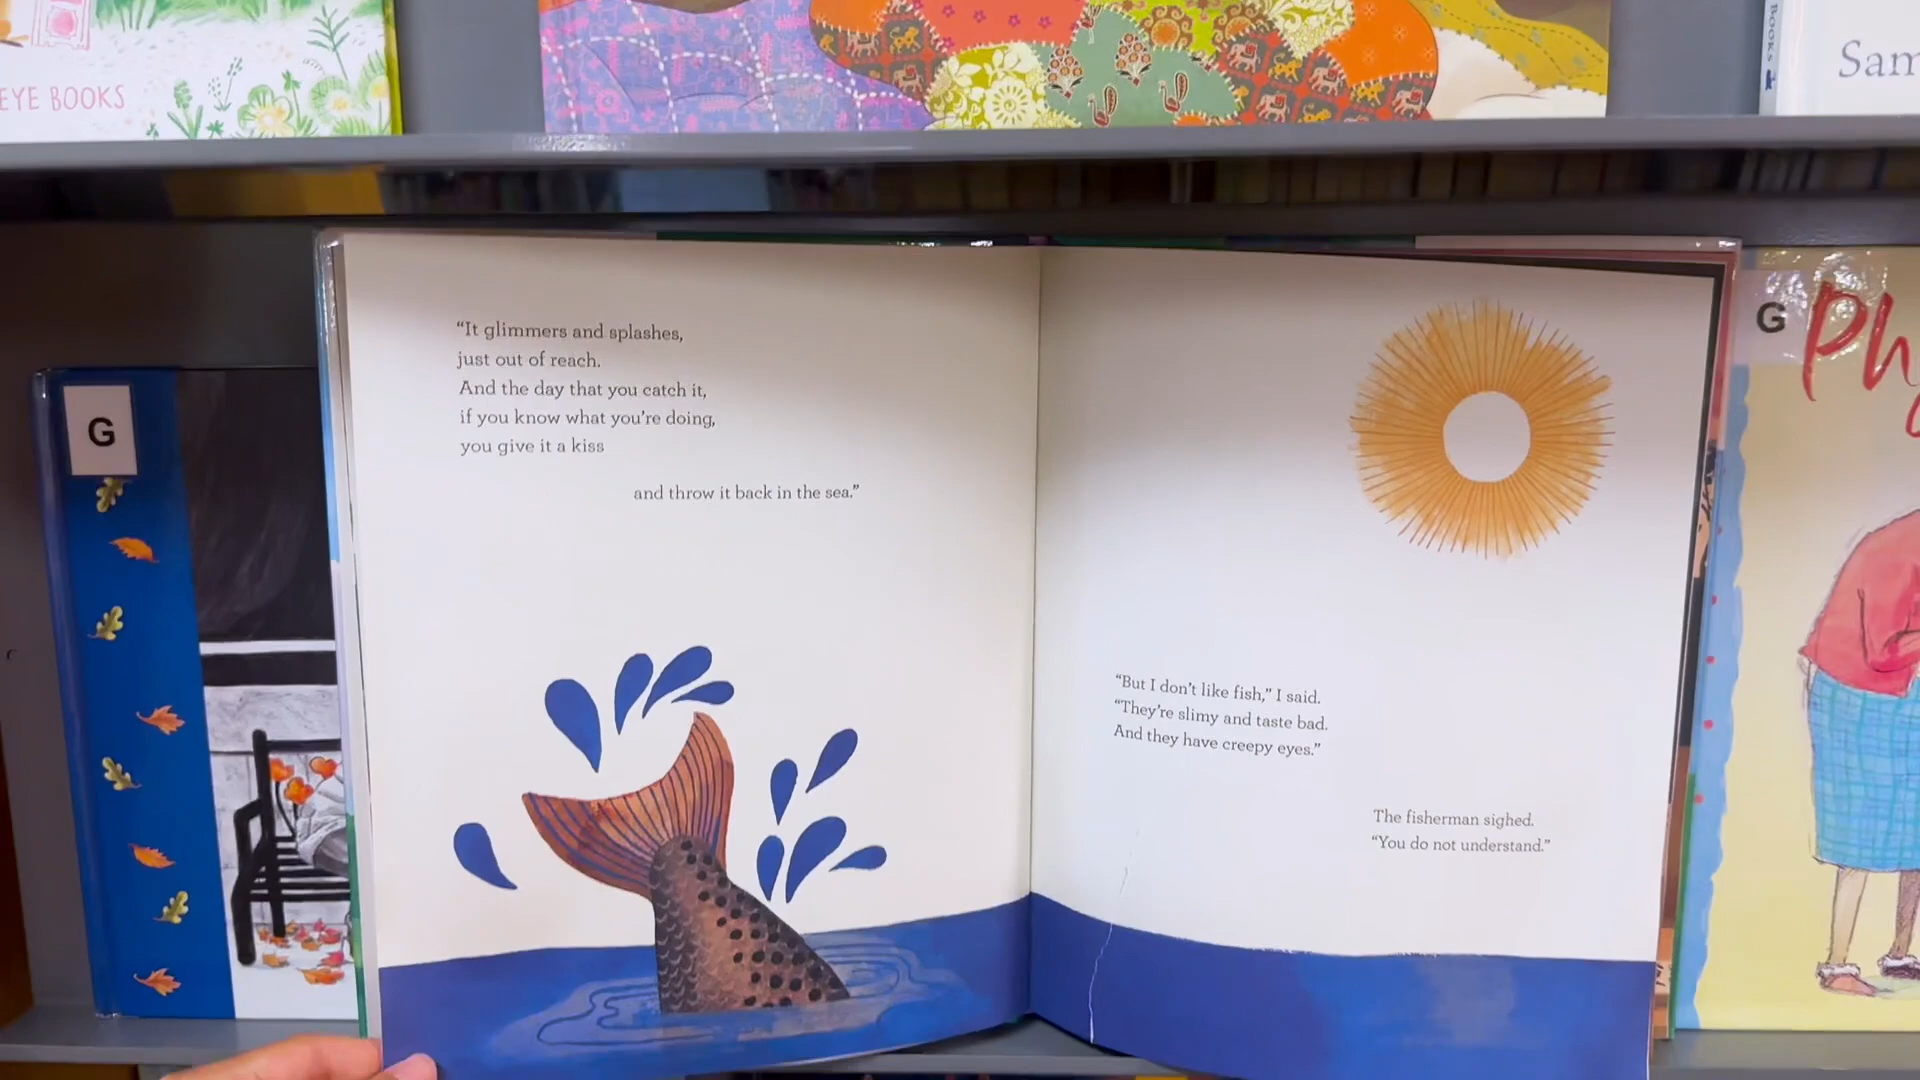 EYE BOOKS
BOOKS
Sam
"It glimmers and splashes,
just out of reach.
And the day that you catch it,
if you know what you're doing,
you give it a kiss
and throw it back in the sea."
"But I don't like fish," I said.
"They're slimy and taste bad.
And they have creepy eyes."
The fisherman sighed.
"You do not understand."
G
G
Ph